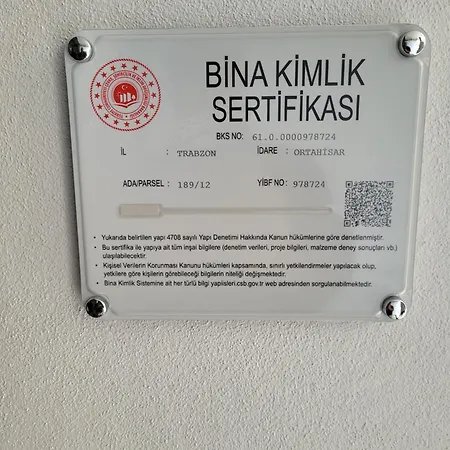 BİNA KİMLİK
SERTİFİKASI
BKS NO: 61.0.0000978724
İL : TRABZON İDARE : ORTAHİSAR
ADA/PARSEL : 189/12 YİBF NO : 978724
• Yukarıda belirtilen yapı 4708 sayılı Yapı Denetimi Hakkında Kanun hükümlerine göre denetlenmiştir.
• Bu sertifika ile yapıya ait tüm inşai bilgilere (denetim verileri, proje bilgileri, malzeme deney sonuçları vb.)
ulaşılabilecektir.
• Kişisel Verilerin Korunması Kanunu hükümleri kapsamında, sınırlı yetkilendirmeler yapılacak olup,
yetkilere göre kişilerin görebileceği bilgilerin niteliği değişmektedir.
• Bina Kimlik Sistemine ait her türlü bilgi yapiisleri.csb.gov.tr web adresinden sorgulanabilmektedir.